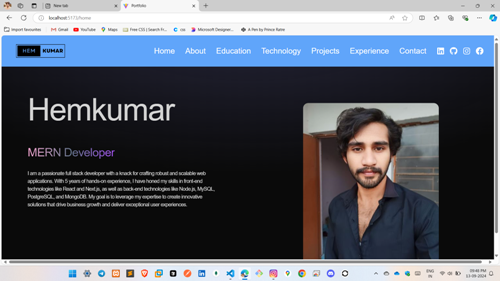 New tab
Portfolio
localhost:5173/home
Import favourites
Gmail
YouTube
Maps
Free CSS | Search Fr...
css
Microsoft Designer...
A Pen by Prince Ratre
HEM KUMAR
Home About Education Technology Projects Experience Contact
Hemkumar
MERN Developer
I am a passionate full stack developer with a knack for crafting robust and scalable web
applications. With 5 years of hands-on experience, I have honed my skills in front-end
technologies like React and Next.js, as well as back-end technologies like Node.js, MySQL,
PostgreSQL, and MongoDB. My goal is to leverage my expertise to create innovative
solutions that drive business growth and deliver exceptional user experiences.
ENG
IN
09:46 PM
13-09-2024